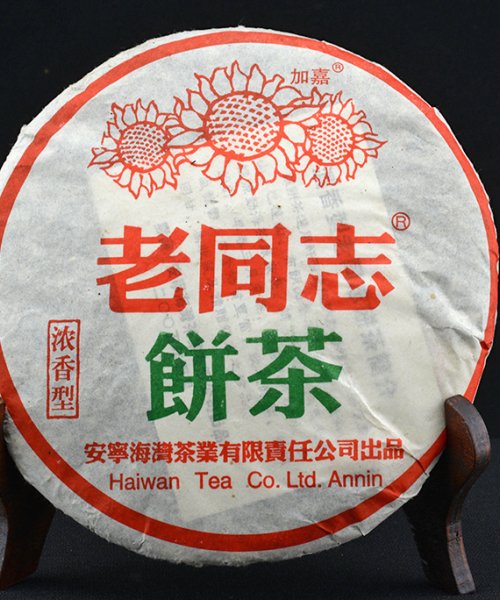 加嘉®
老同志®
餅茶
浓香型
安寧海灣茶業有限責任公司出品
Haiwan Tea Co. Ltd. Annin